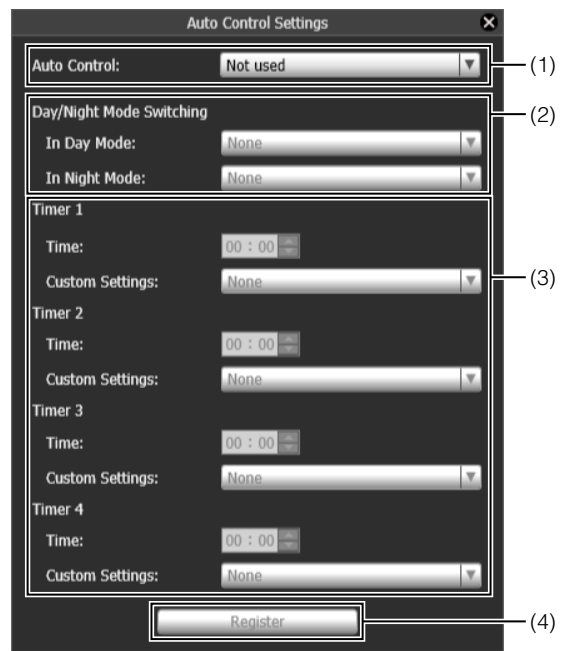 Auto Control Settings
Auto Control: Not used (1)
Day/Night Mode Switching (2)
In Day Mode: None
In Night Mode: None
Timer 1
Time: 00 : 00
Custom Settings: None (3)
Timer 2
Time: 00 : 00
Custom Settings: None
Timer 3
Time: 00 : 00
Custom Settings: None
Timer 4
Time: 00 : 00
Custom Settings: None
Register (4)